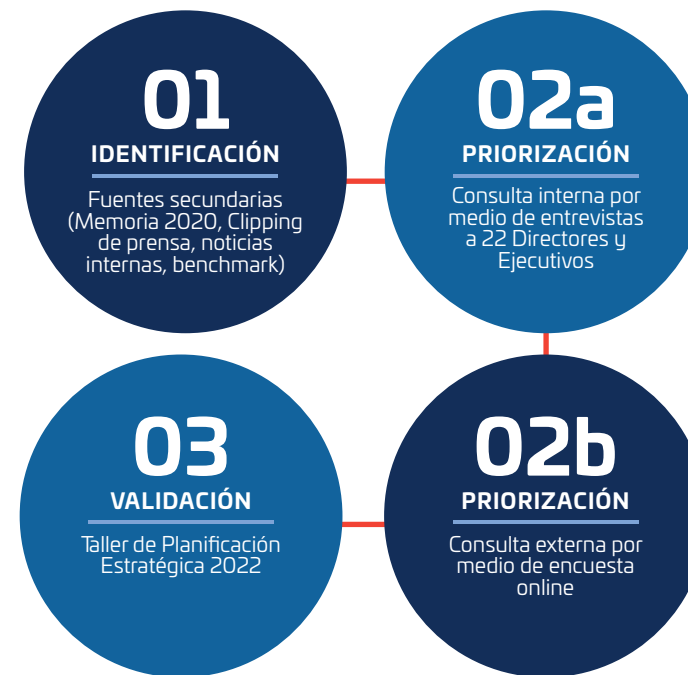 01
IDENTIFICACIÓN
Fuentes secundarias
(Memoria 2020, Clipping
de prensa, noticias
internas, benchmark)
02a
PRIORIZACIÓN
Consulta interna por
medio de entrevistas
a 22 Directores y
Ejecutivos
02b
PRIORIZACIÓN
Consulta externa por
medio de encuesta
online
03
VALIDACIÓN
Taller de Planificación
Estratégica 2022